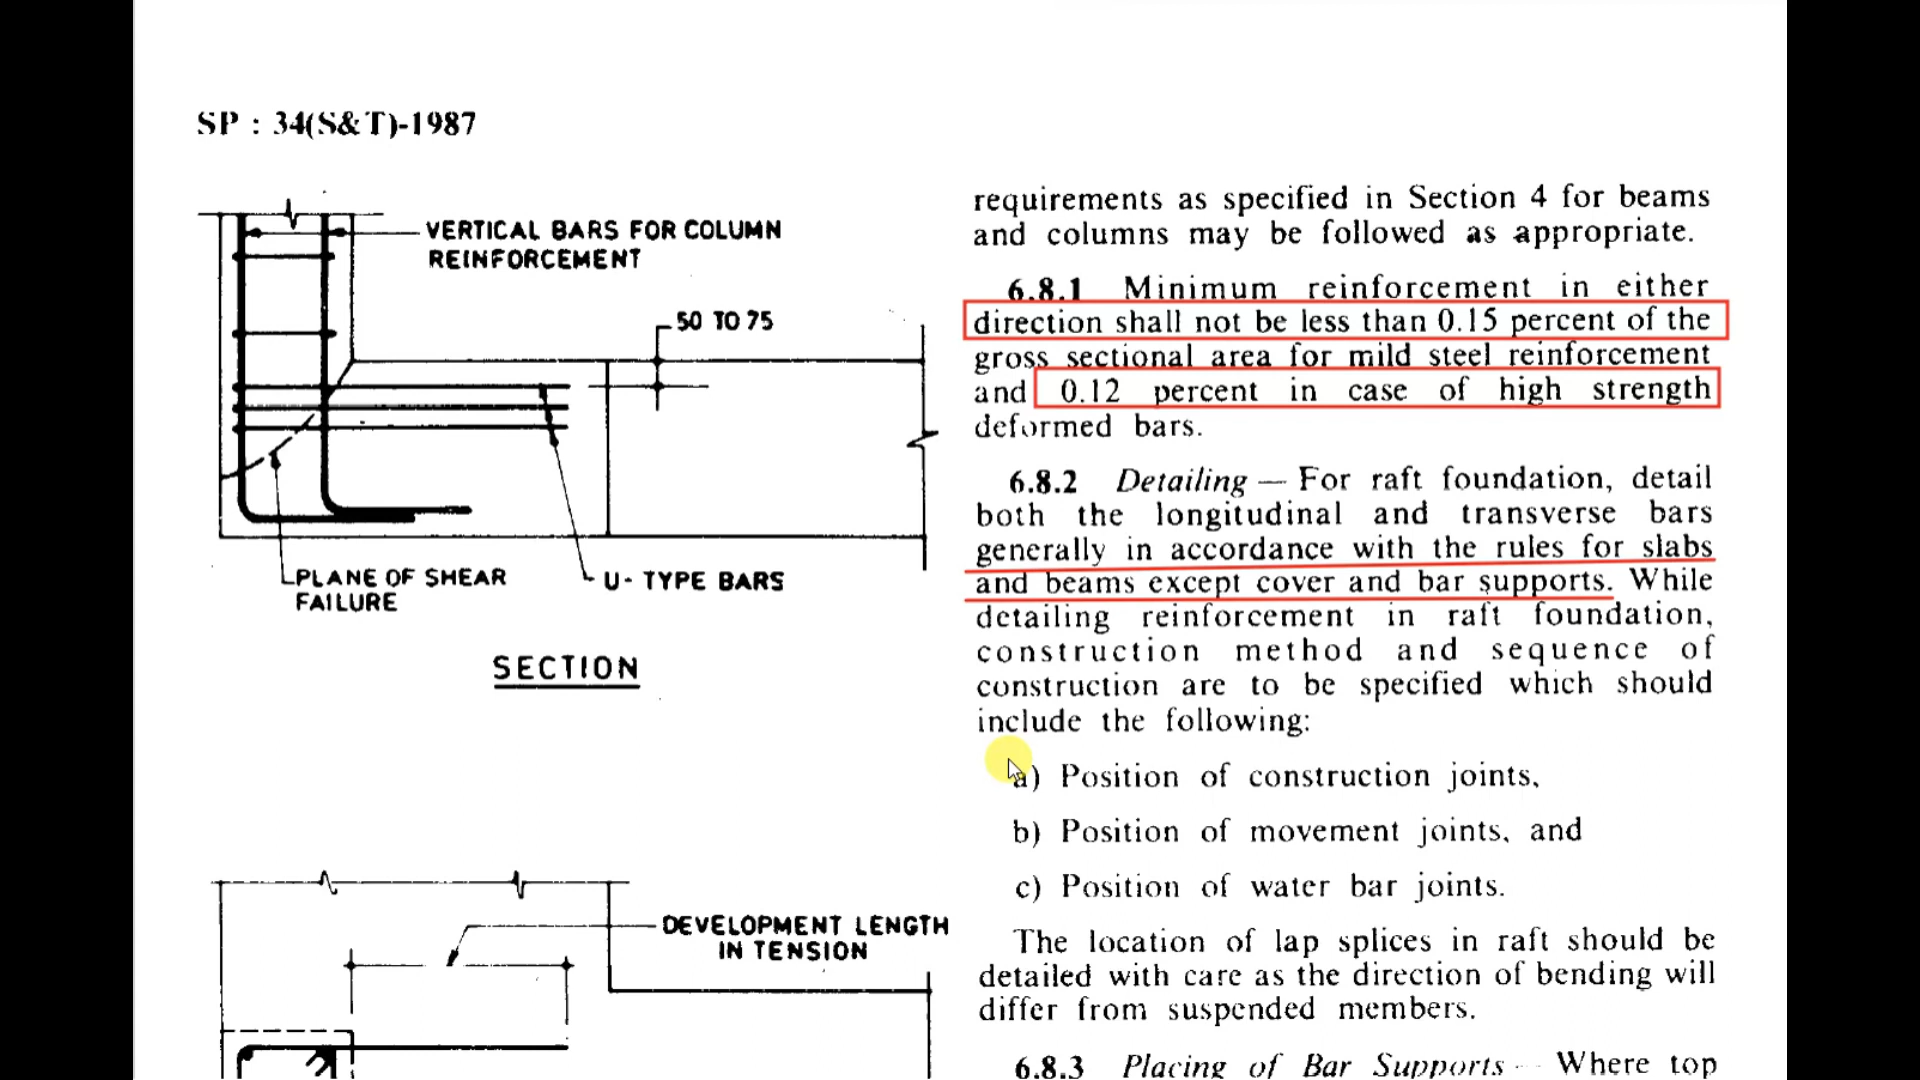 SP : 34(S&T)-1987
VERTICAL BARS FOR COLUMN
REINFORCEMENT
50 TO 75
PLANE OF SHEAR
FAILURE
U- TYPE BARS
SECTION
DEVELOPMENT LENGTH
IN TENSION
requirements as specified in Section 4 for beams
and columns may be followed as appropriate.
6.8.1 Minimum reinforcement in either
direction shall not be less than 0.15 percent of the
gross sectional area for mild steel reinforcement
and 0.12 percent in case of high strength
deformed bars.
6.8.2 Detailing — For raft foundation, detail
both the longitudinal and transverse bars
generally in accordance with the rules for slabs
and beams except cover and bar supports. While
detailing reinforcement in raft foundation,
construction method and sequence of
construction are to be specified which should
include the following:
a) Position of construction joints,
b) Position of movement joints, and
c) Position of water bar joints.
The location of lap splices in raft should be
detailed with care as the direction of bending will
differ from suspended members.
6.8.3 Placing of Bar Supports — Where top